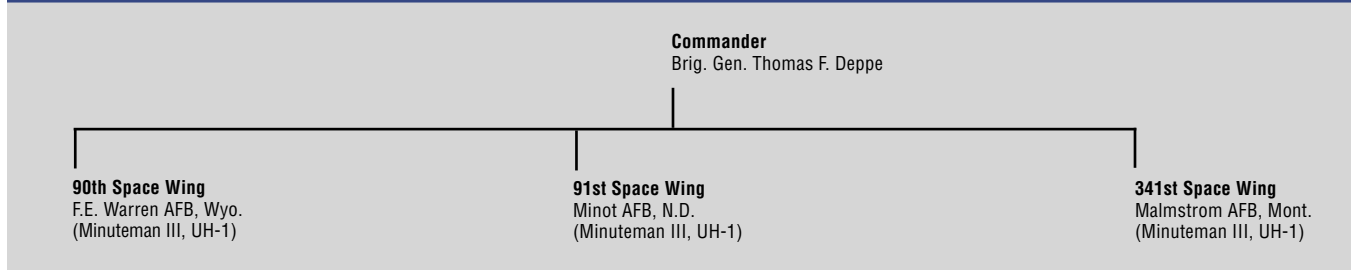 Commander
Brig. Gen. Thomas F. Deppe
90th Space Wing
F.E. Warren AFB, Wyo.
(Minuteman III, UH-1)
91st Space Wing
Minot AFB, N.D.
(Minuteman III, UH-1)
341st Space Wing
Malmstrom AFB, Mont.
(Minuteman III, UH-1)